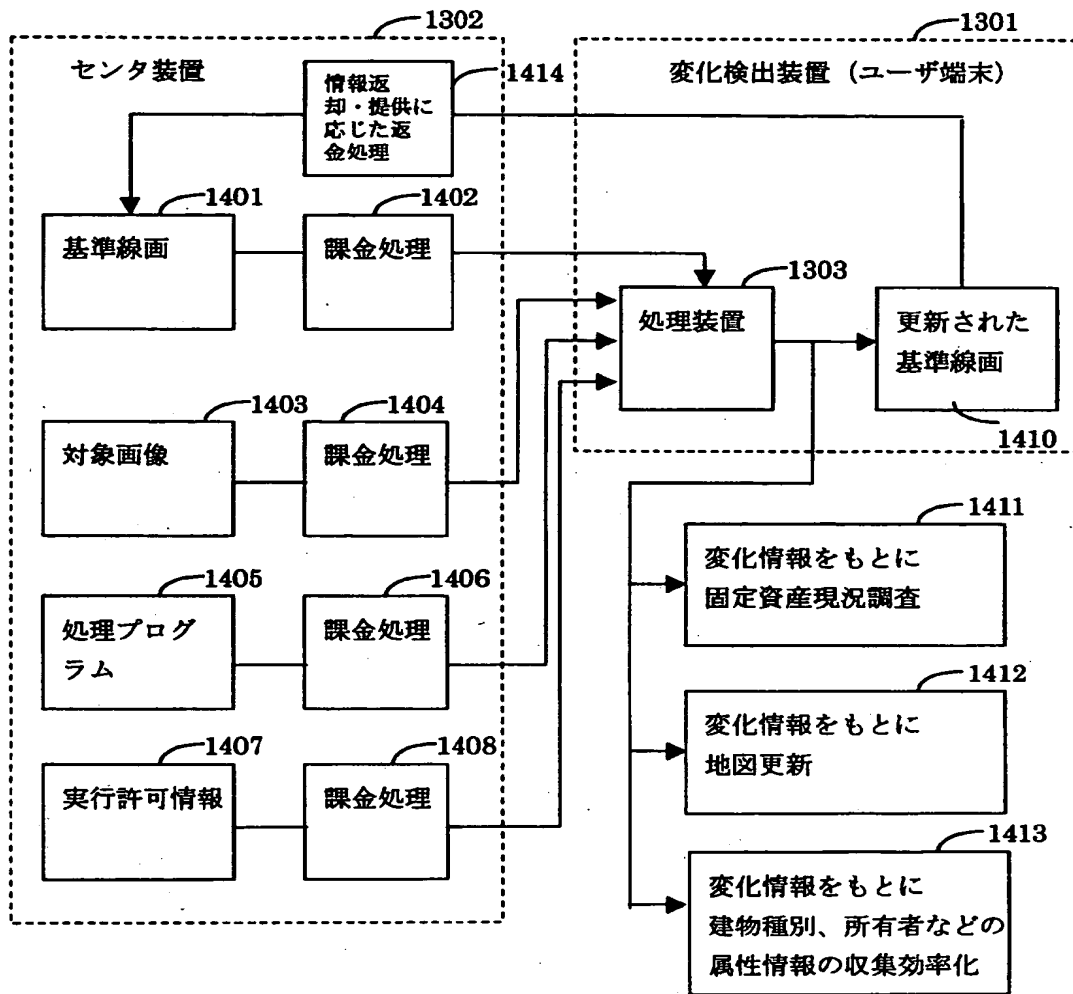 1302
1301
センタ装置
1414
情報返
却・提供に
応じた返
金処理
変化検出装置（ユーザ端末）
1401
基準線画
1402
課金処理
1303
処理装置
更新された
基準線画
1410
1403
対象画像
1404
課金処理
1405
処理プログ
ラム
1406
課金処理
1407
実行許可情報
1408
課金処理
1411
変化情報をもとに
固定資産現況調査
1412
変化情報をもとに
地図更新
1413
変化情報をもとに
建物種別、所有者などの
属性情報の収集効率化